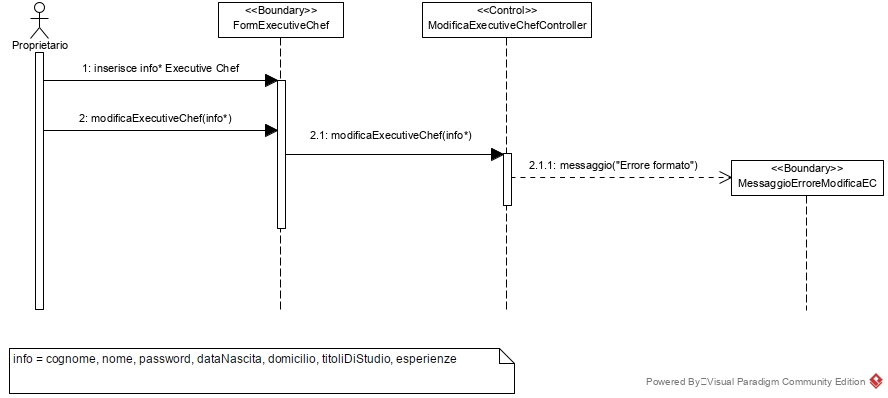 <<Boundary>>
FormExecutiveChef
<<Control>>
ModificaExecutiveChefController
Proprietario
1: inserisce info* Executive Chef
2: modificaExecutiveChef(info*)
2.1: modificaExecutiveChef(info*)
2.1.1: messaggio("Errore formato")
<<Boundary>>
MessaggioErroreModificaEC
info = cognome, nome, password, dataNascita, domicilio, titoliDiStudio, esperienze
Powered By Visual Paradigm Community Edition